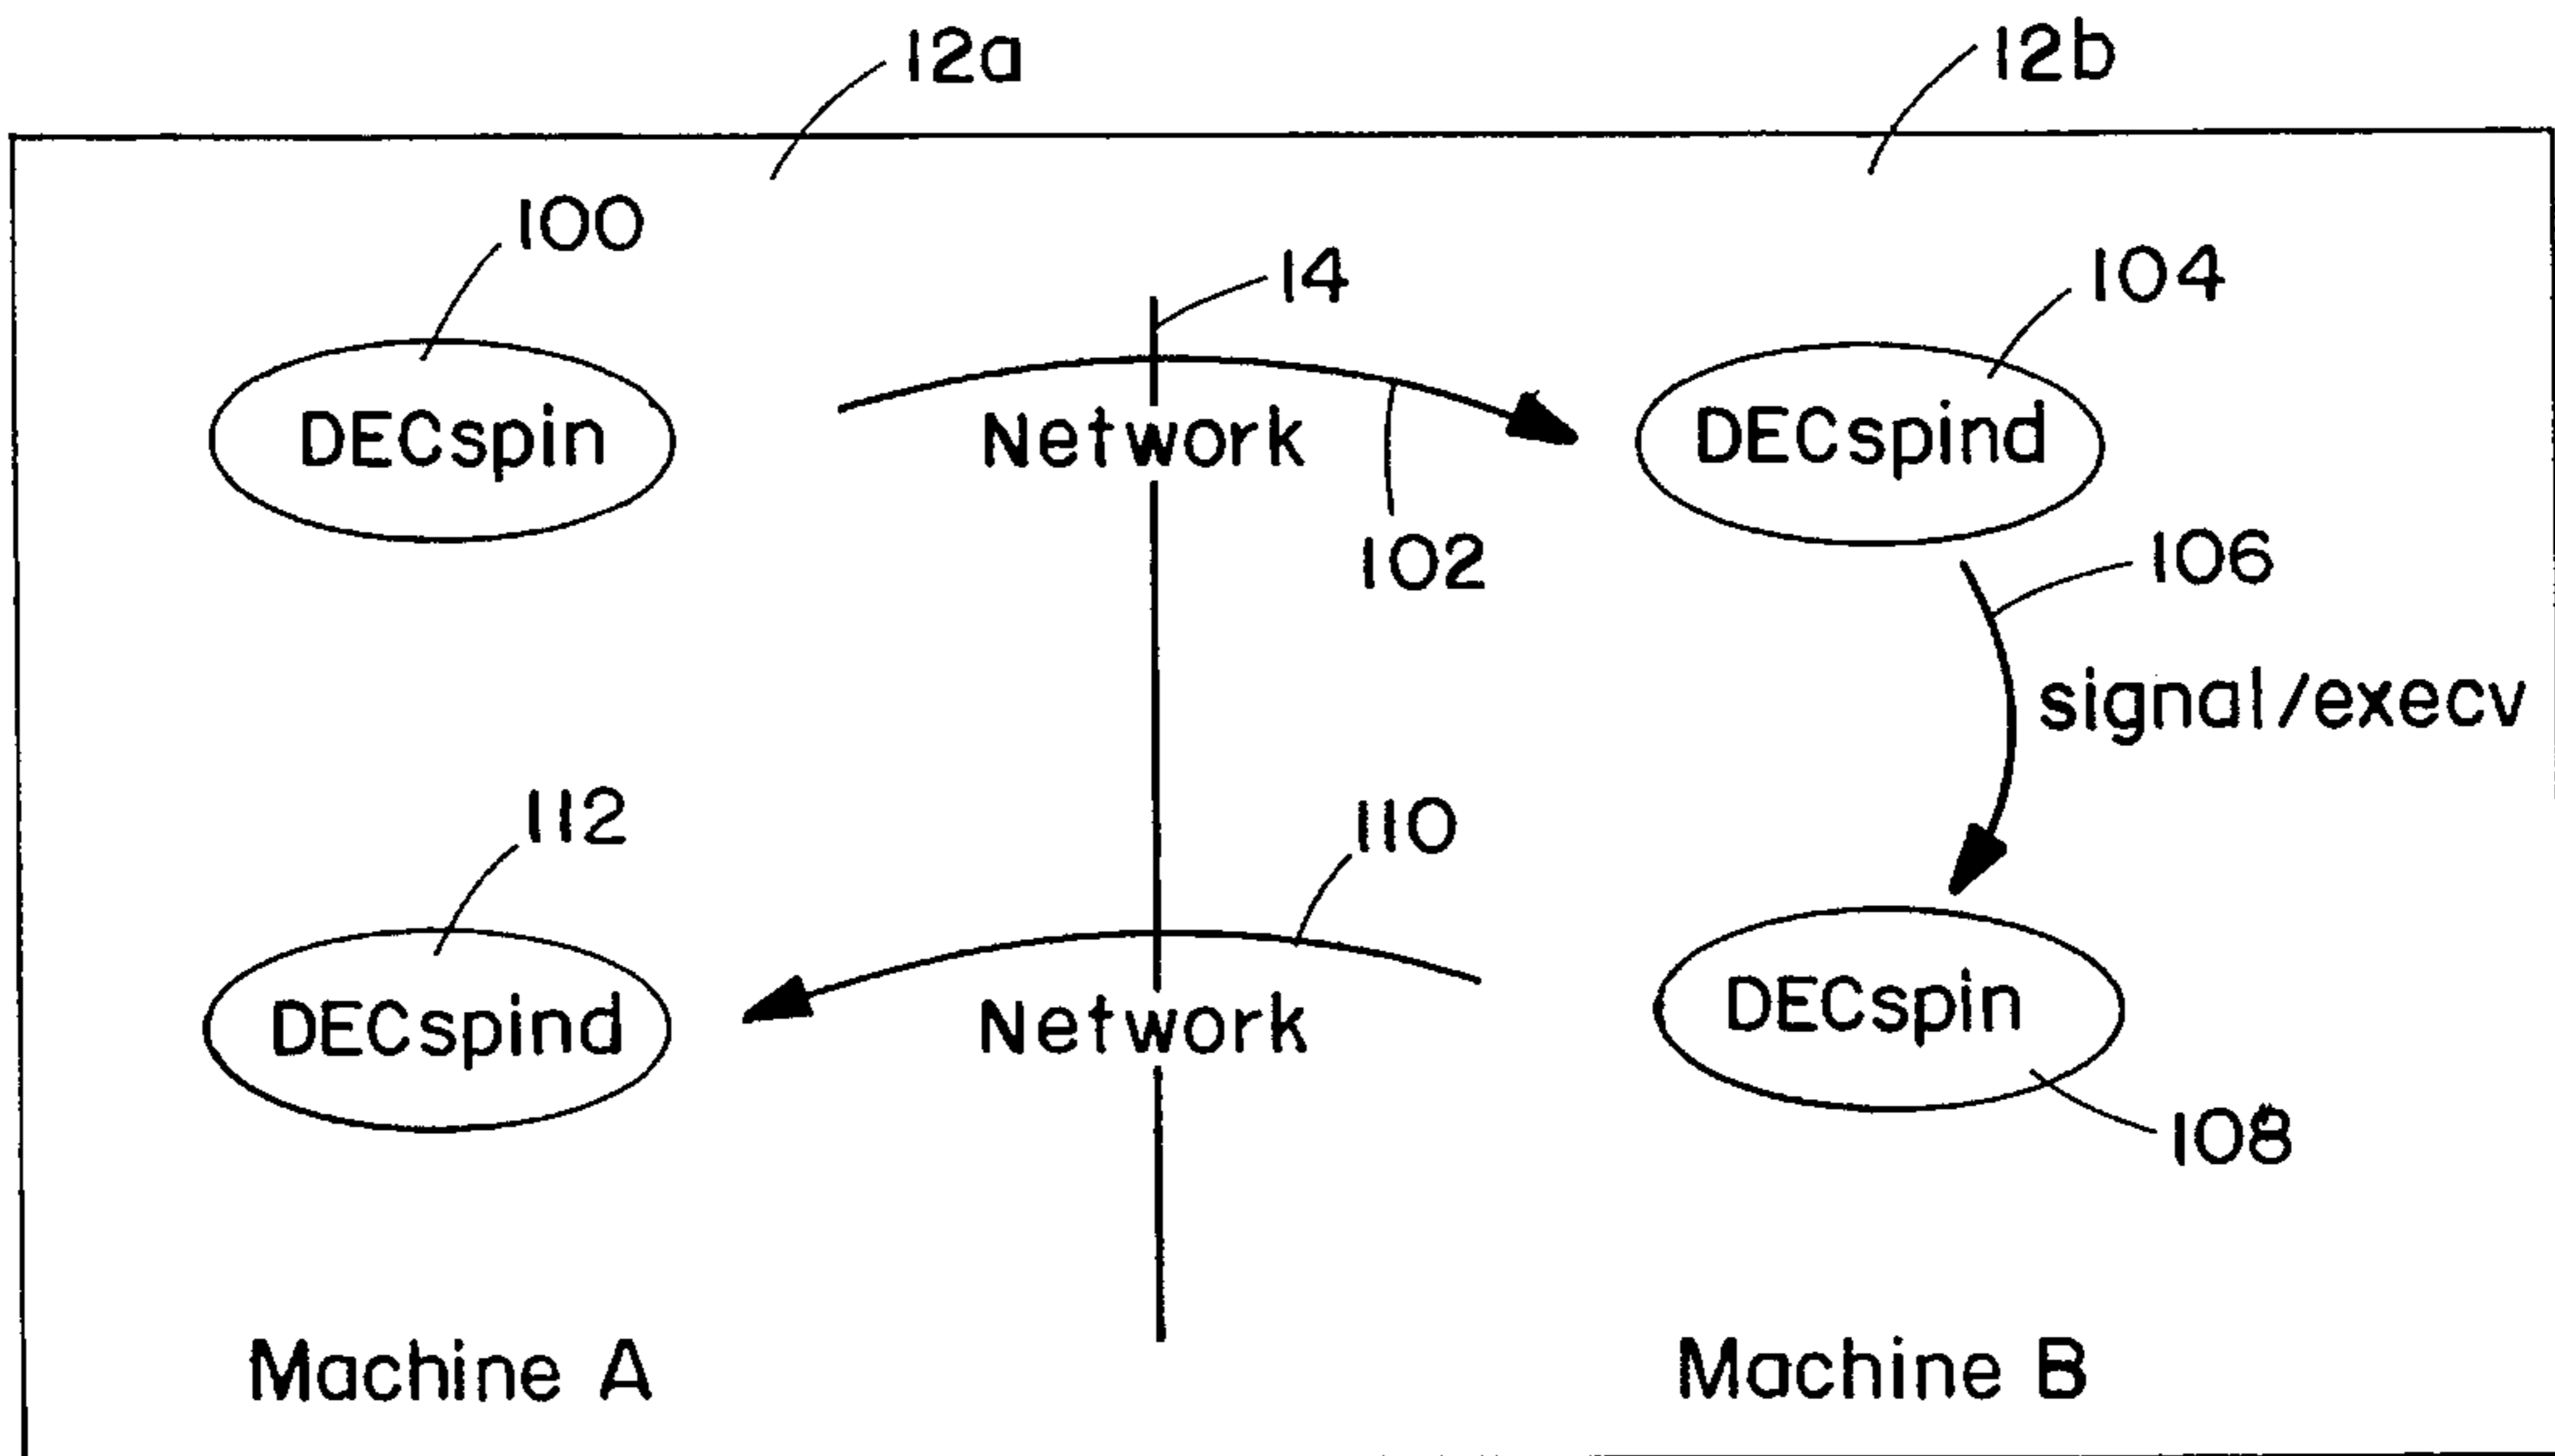 12a
12b
100
14
104
DECspin
Network
DECspind
102
106
signal/execv
112
110
DECspind
Network
DECspin
108
Machine A
Machine B